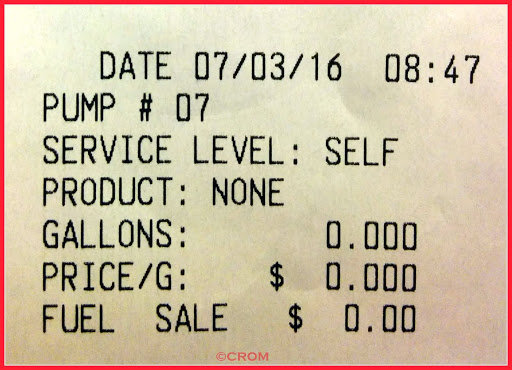 DATE 07/03/16 08:47
PUMP # 07
SERVICE LEVEL: SELF
PRODUCT: NONE
GALLONS: 0.000
PRICE/G: $ 0.000
FUEL SALE $ 0.00
©CROM